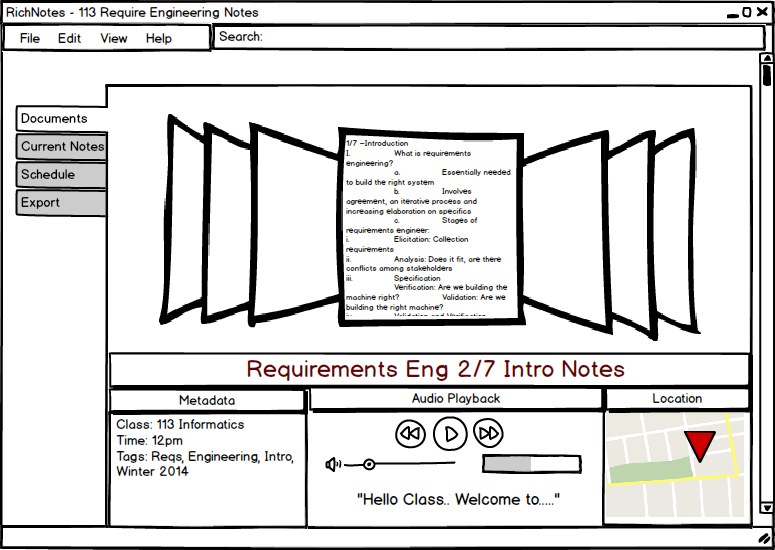 RichNotes - 113 Require Engineering Notes
File Edit View Help
Search:
Documents
Current Notes
Schedule
Export
1/7 –Introduction
I. What is requirements
engineering?
a. Essentially needed
to build the right system
b. Involves
agreement, an iterative process and
increasing elaboration on specifics
c. Stages of
requirements engineer:
i. Elicitation: Collection
requirements
ii. Analysis: Does it fit, are there
conflicts among stakeholders
iii. Specification
Verification: Are we building the
machine right? Validation: Are we
building the right machine?
iv. Validation and Verification
Requirements Eng 2/7 Intro Notes
Metadata
Class: 113 Informatics
Time: 12pm
Tags: Reqs, Engineering, Intro,
Winter 2014
Audio Playback
"Hello Class.. Welcome to....."
Location